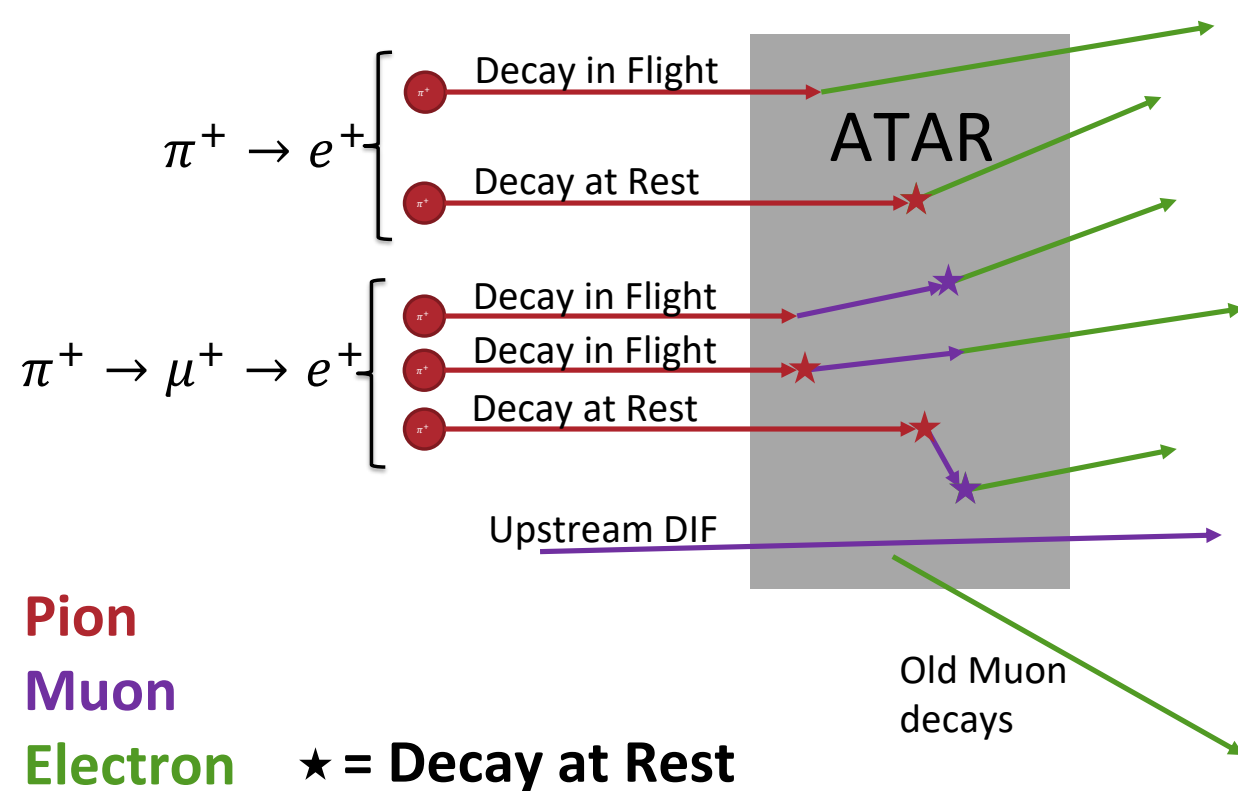 Decay in Flight
π⁺
π⁺ → e⁺
ATAR
Decay at Rest
π⁺
Decay in Flight
π⁺
Decay in Flight
π⁺ → μ⁺ → e⁺
π⁺
Decay at Rest
π⁺
Upstream DIF
Pion
Muon
Electron
★ = Decay at Rest
Old Muon
decays